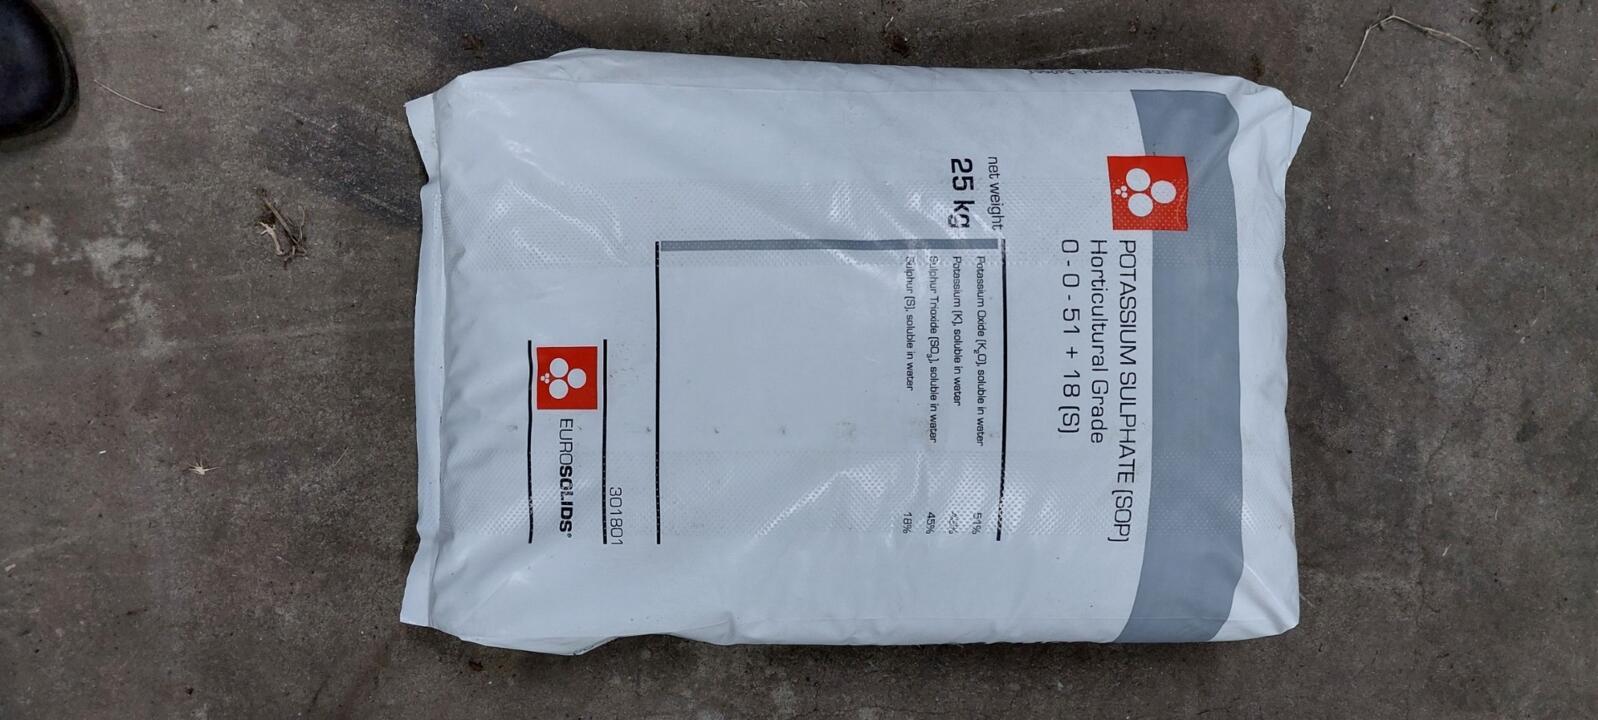 POTASSIUM SULPHATE (SOP)
Horticultural Grade
0 - 0 - 51 + 18 (S)
net weight
25 kg
Potassium Oxide (K₂O), soluble in water 51%
Potassium (K), soluble in water
Sulphur Trioxide (SO₃), soluble in water 45%
Sulphur (S), soluble in water 18%
301801
EUROSOLIDS®